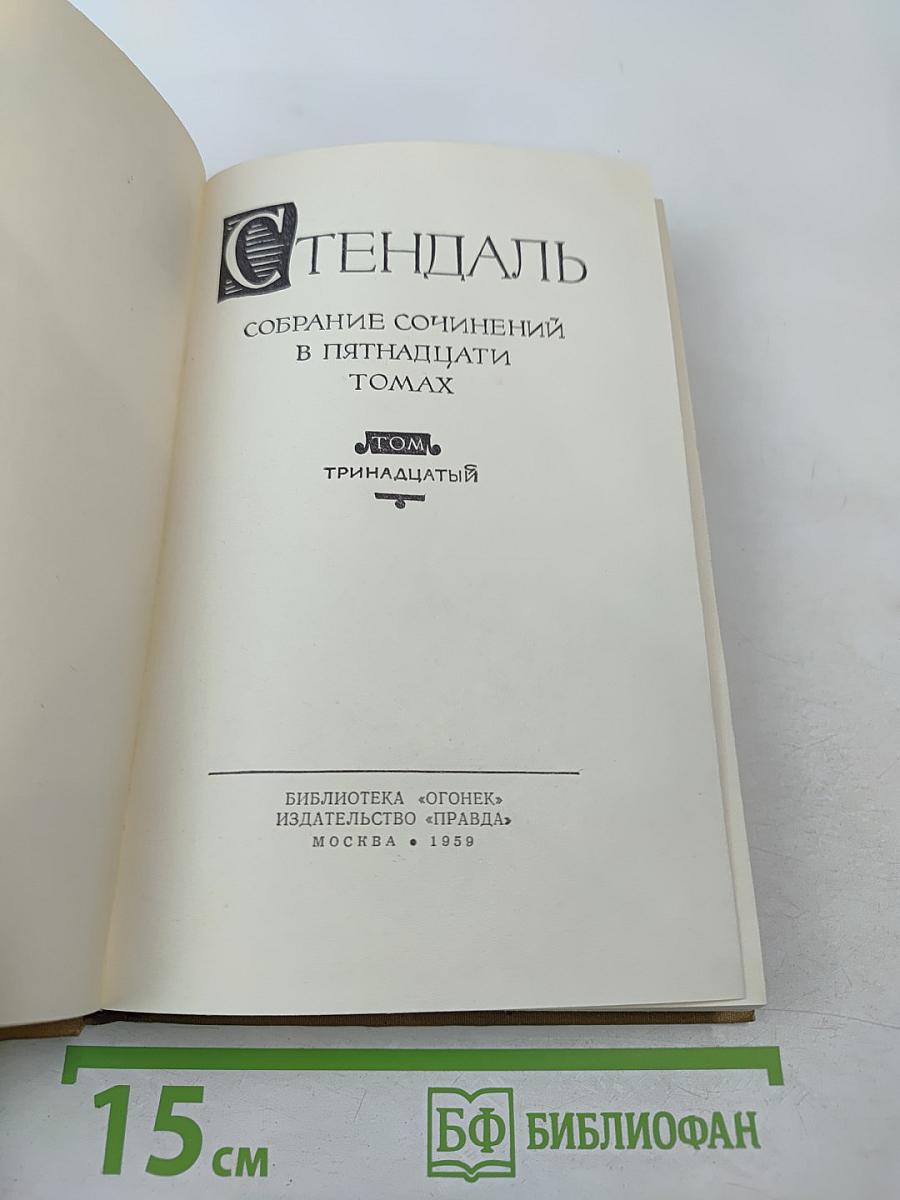 СТЕНДАЛЬ
СОБРАНИЕ СОЧИНЕНИЙ
В ПЯТНАДЦАТИ
ТОМАХ
ТОМ
ТРИНАДЦАТЫЙ
БИБЛИОТЕКА «ОГОНЕК»
ИЗДАТЕЛЬСТВО «ПРАВДА»
МОСКВА • 1959
15 см
БФ БИБЛИОФАН